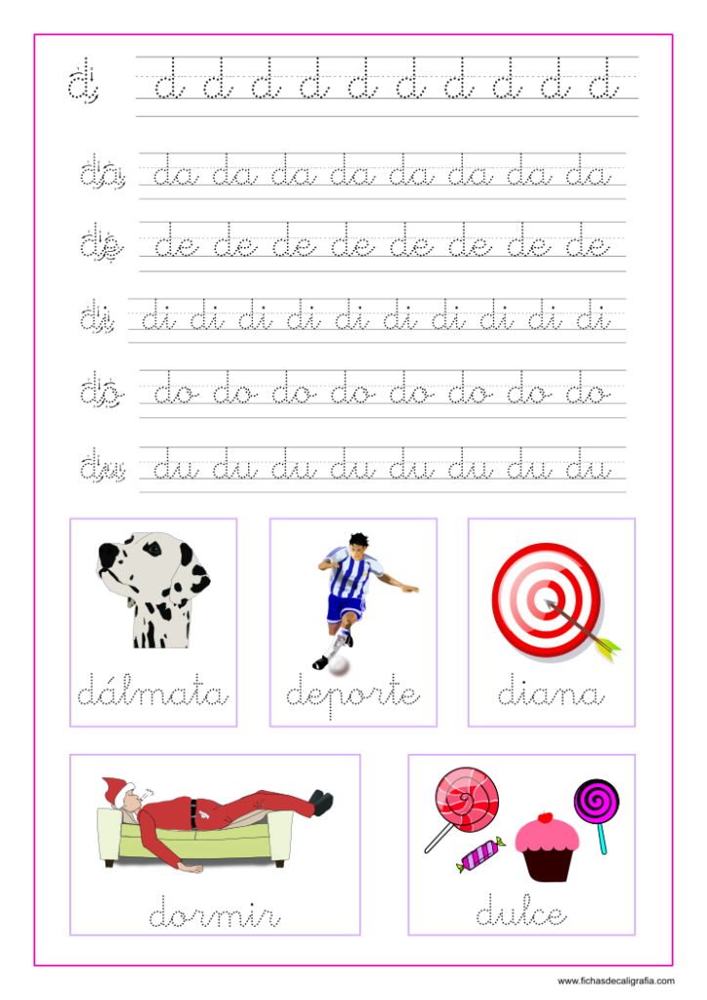 d d d d d d d d d d d
da da da da da da da da da
de de de de de de de de de
di di di di di di di di di di di
do do do do do do do do do
du du du du du du du du du
dálmata deporte diana
dormir dulce
www.fichasdecaligrafia.com